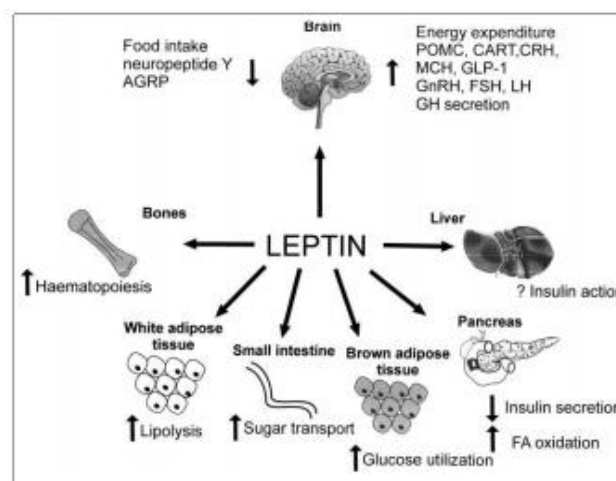 Brain
Food intake
neuropeptide Y
AGRP
Energy expenditure
POMC, CART,CRH,
MCH, GLP-1
GnRH, FSH, LH
GH secretion
Bones
Haematopoiesis
LEPTIN
Liver
? Insulin action
White adipose
tissue
Lipolysis
Small intestine
Sugar transport
Brown adipose
tissue
Glucose utilization
Pancreas
Insulin secretion
FA oxidation